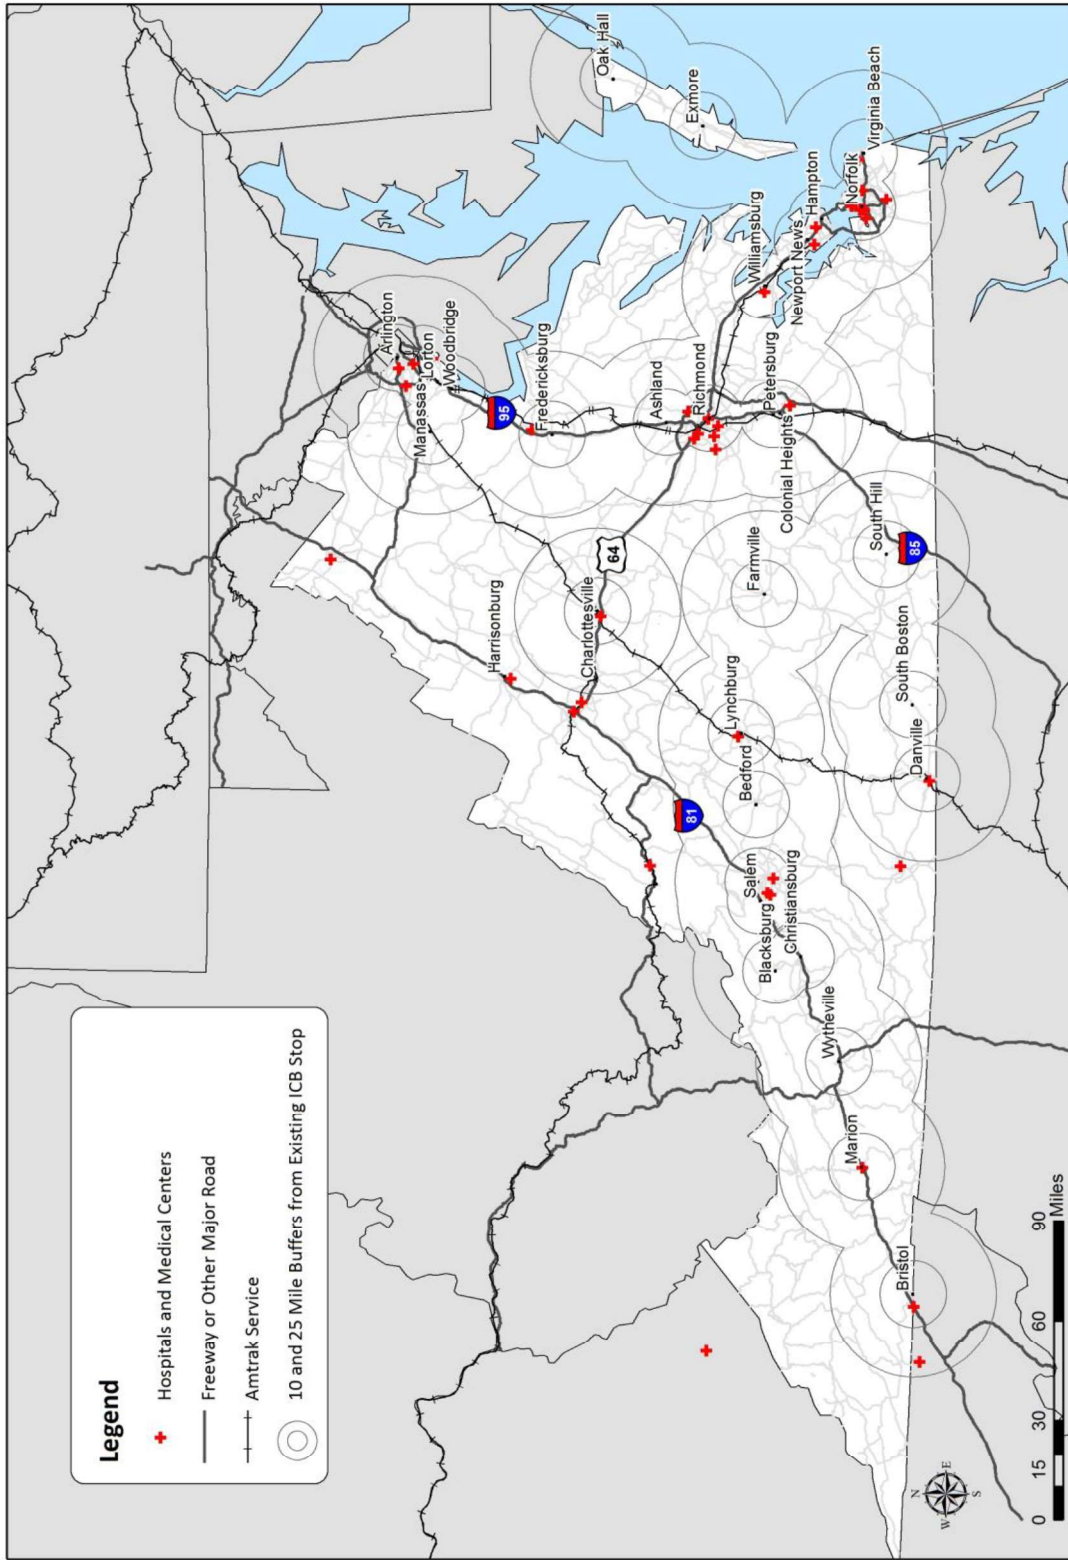 Legend
Hospitals and Medical Centers
Freeway or Other Major Road
Amtrak Service
10 and 25 Mile Buffers from Existing ICB Stop
Oak Hall
Exmore
Arlington
Lorton
Manassas
Woodbridge
95
Fredericksburg
Harrisonburg
64
Charlottesville
Ashland
Richmond
Williamsburg
Newport News
Hampton
Norfolk
Virginia Beach
Petersburg
Colonial Heights
Farmville
Lynchburg
Bedford
81
Salem
Blacksburg
Christiansburg
Wytheville
Marion
Bristol
South Hill
85
South Boston
Danville
N
W
E
S
0 15 30 60 90
Miles